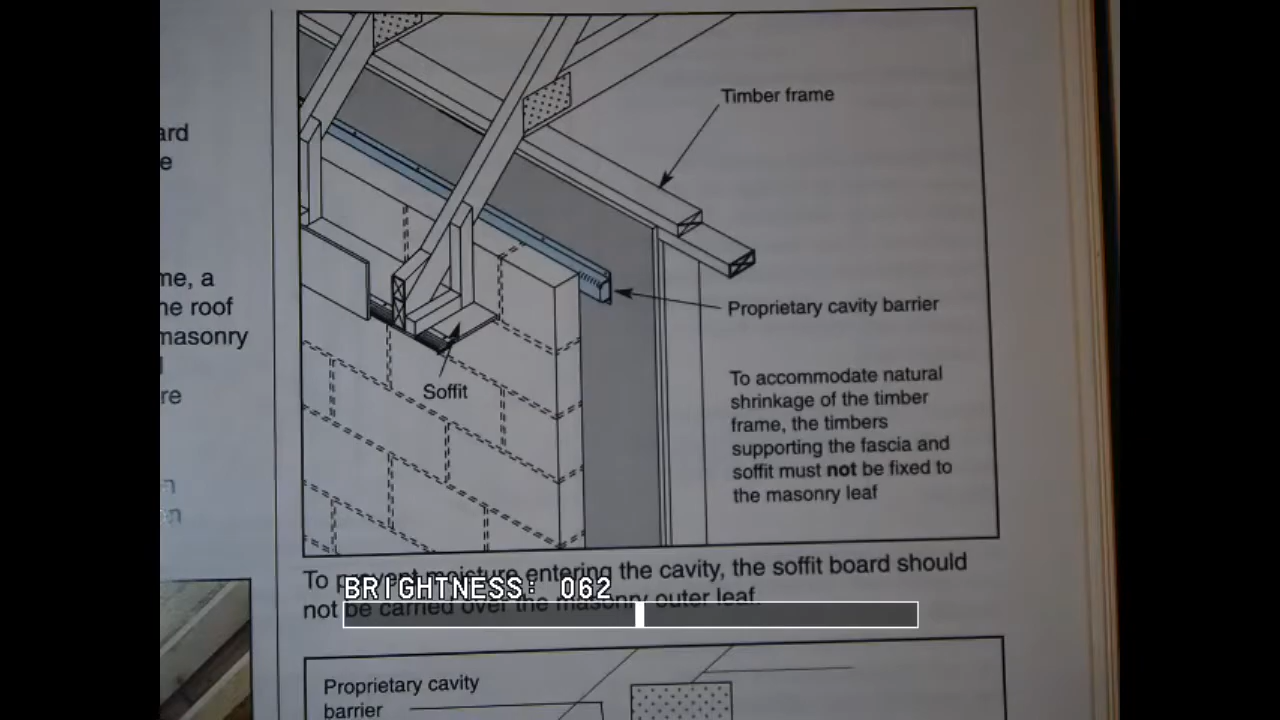 ard
e
me, a
he roof
masonry
re
n
en
Timber frame
Proprietary cavity barrier
Soffit
To accommodate natural
shrinkage of the timber
frame, the timbers
supporting the fascia and
soffit must not be fixed to
the masonry leaf
To prevent moisture entering the cavity, the soffit board should
not be carried over the masonry outer leaf.
BRIGHTNESS: 062
Proprietary cavity
barrier